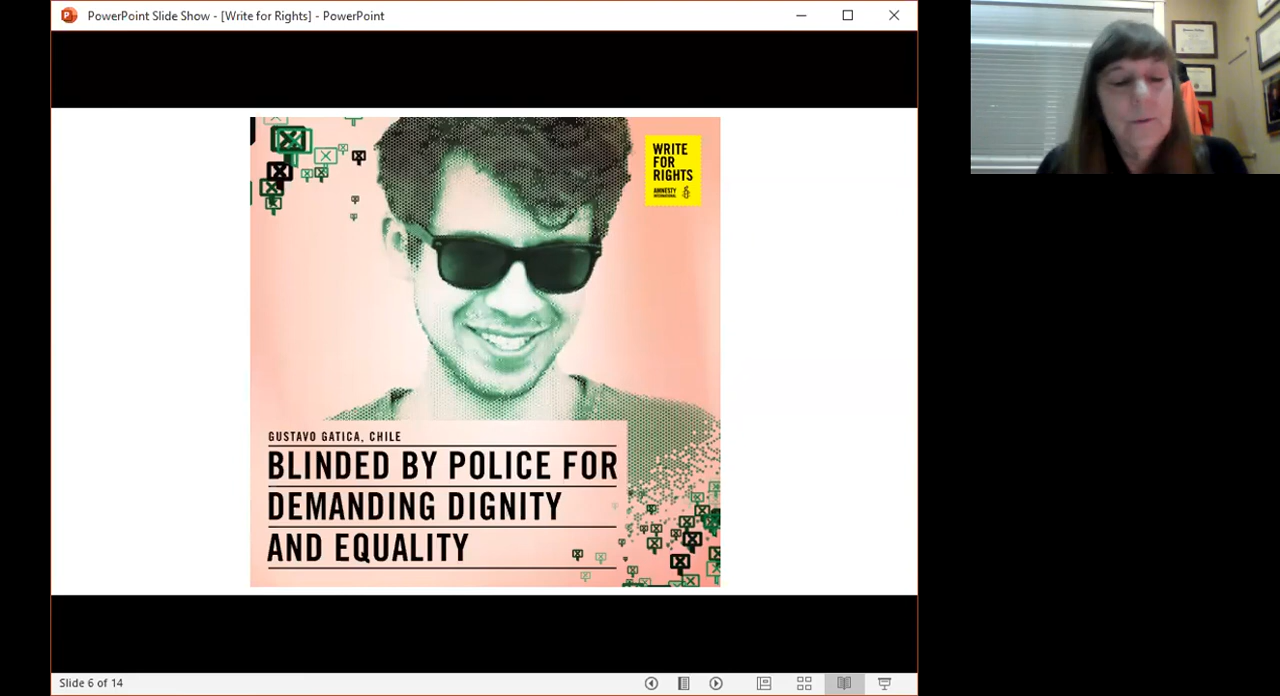 PowerPoint Slide Show - [Write for Rights] - PowerPoint
WRITE
FOR
RIGHTS
AMNESTY
INTERNATIONAL
GUSTAVO GATICA, CHILE
BLINDED BY POLICE FOR
DEMANDING DIGNITY
AND EQUALITY
Slide 6 of 14